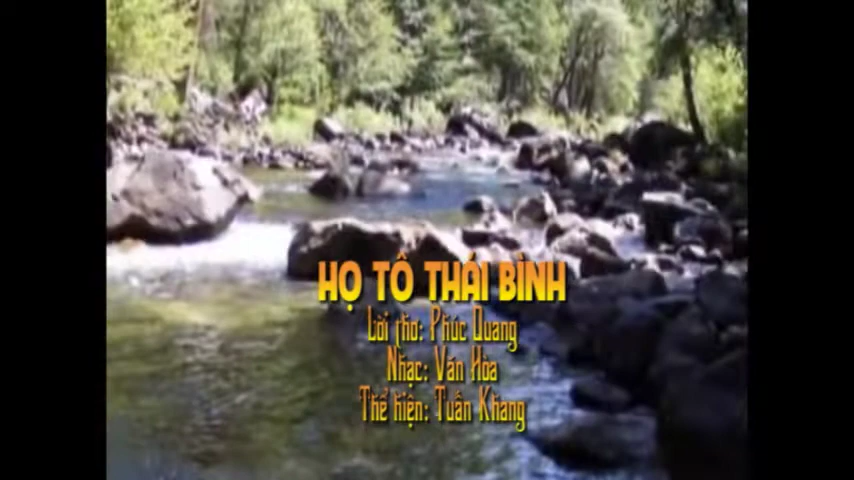 HỌ TÔ THÁI BÌNH
Lời thơ: Phúc Quang
Nhạc: Văn Hòa
Thể hiện: Tuấn Khang